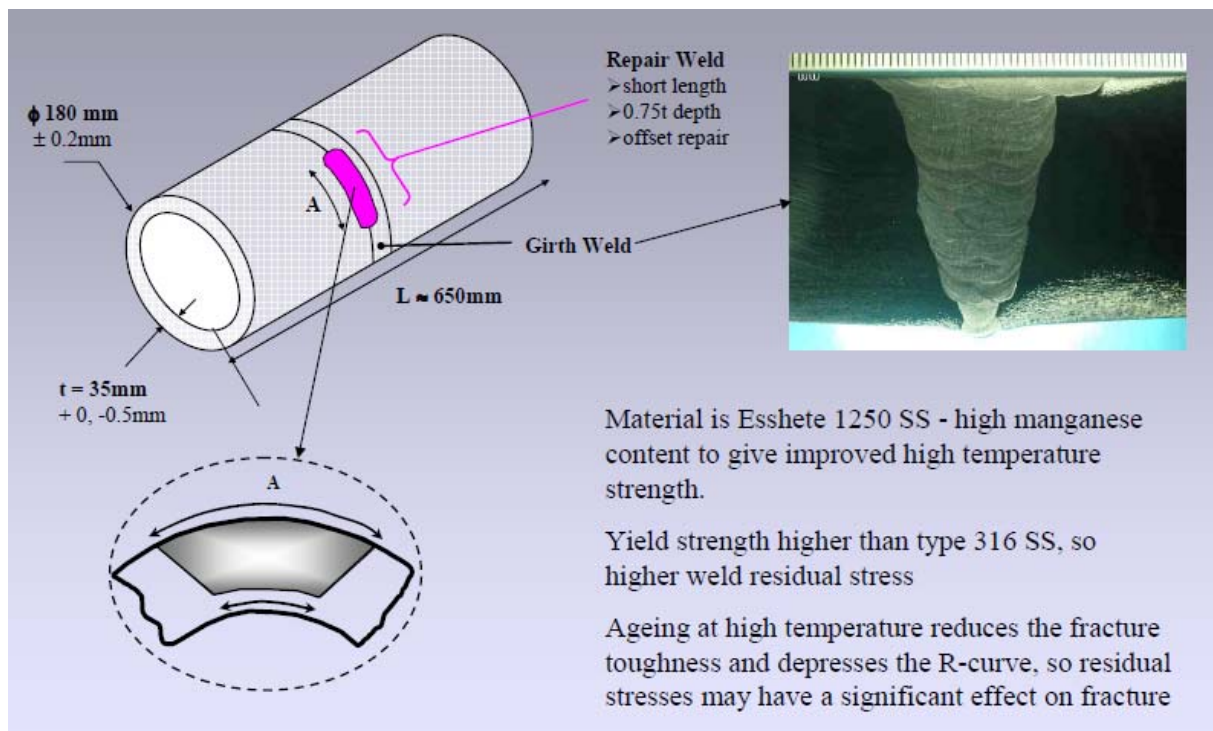 ϕ 180 mm
± 0.2mm
Repair Weld
➢short length
➢0.75t depth
➢offset repair
A
Girth Weld
L ≈ 650mm
t = 35mm
+ 0, -0.5mm
A
Material is Esshete 1250 SS - high manganese
content to give improved high temperature
strength.
Yield strength higher than type 316 SS, so
higher weld residual stress
Ageing at high temperature reduces the fracture
toughness and depresses the R-curve, so residual
stresses may have a significant effect on fracture